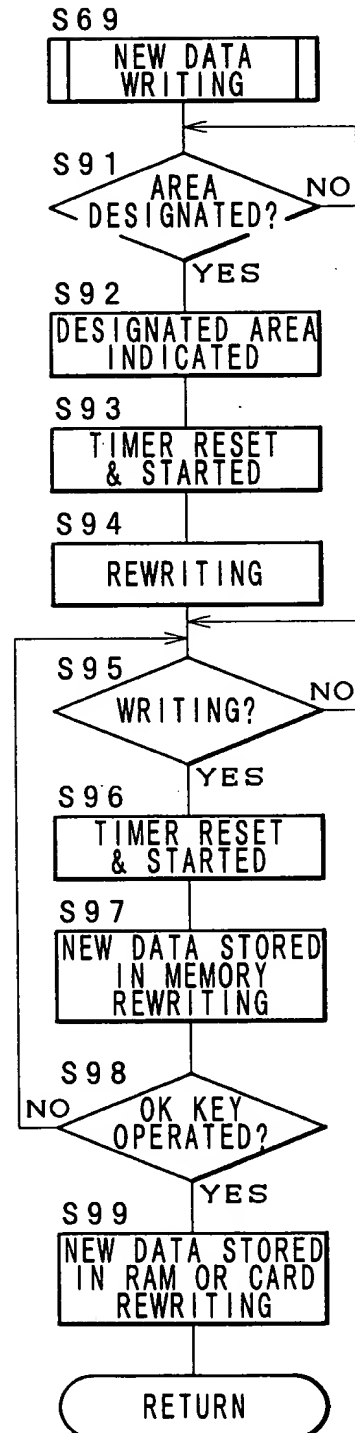 S69
NEW DATA
WRITING
S91
AREA
DESIGNATED?
NO
YES
S92
DESIGNATED AREA
INDICATED
S93
TIMER RESET
& STARTED
S94
REWRITING
S95
WRITING?
NO
YES
S96
TIMER RESET
& STARTED
S97
NEW DATA STORED
IN MEMORY
REWRITING
S98
NO
OK KEY
OPERATED?
YES
S99
NEW DATA STORED
IN RAM OR CARD
REWRITING
RETURN